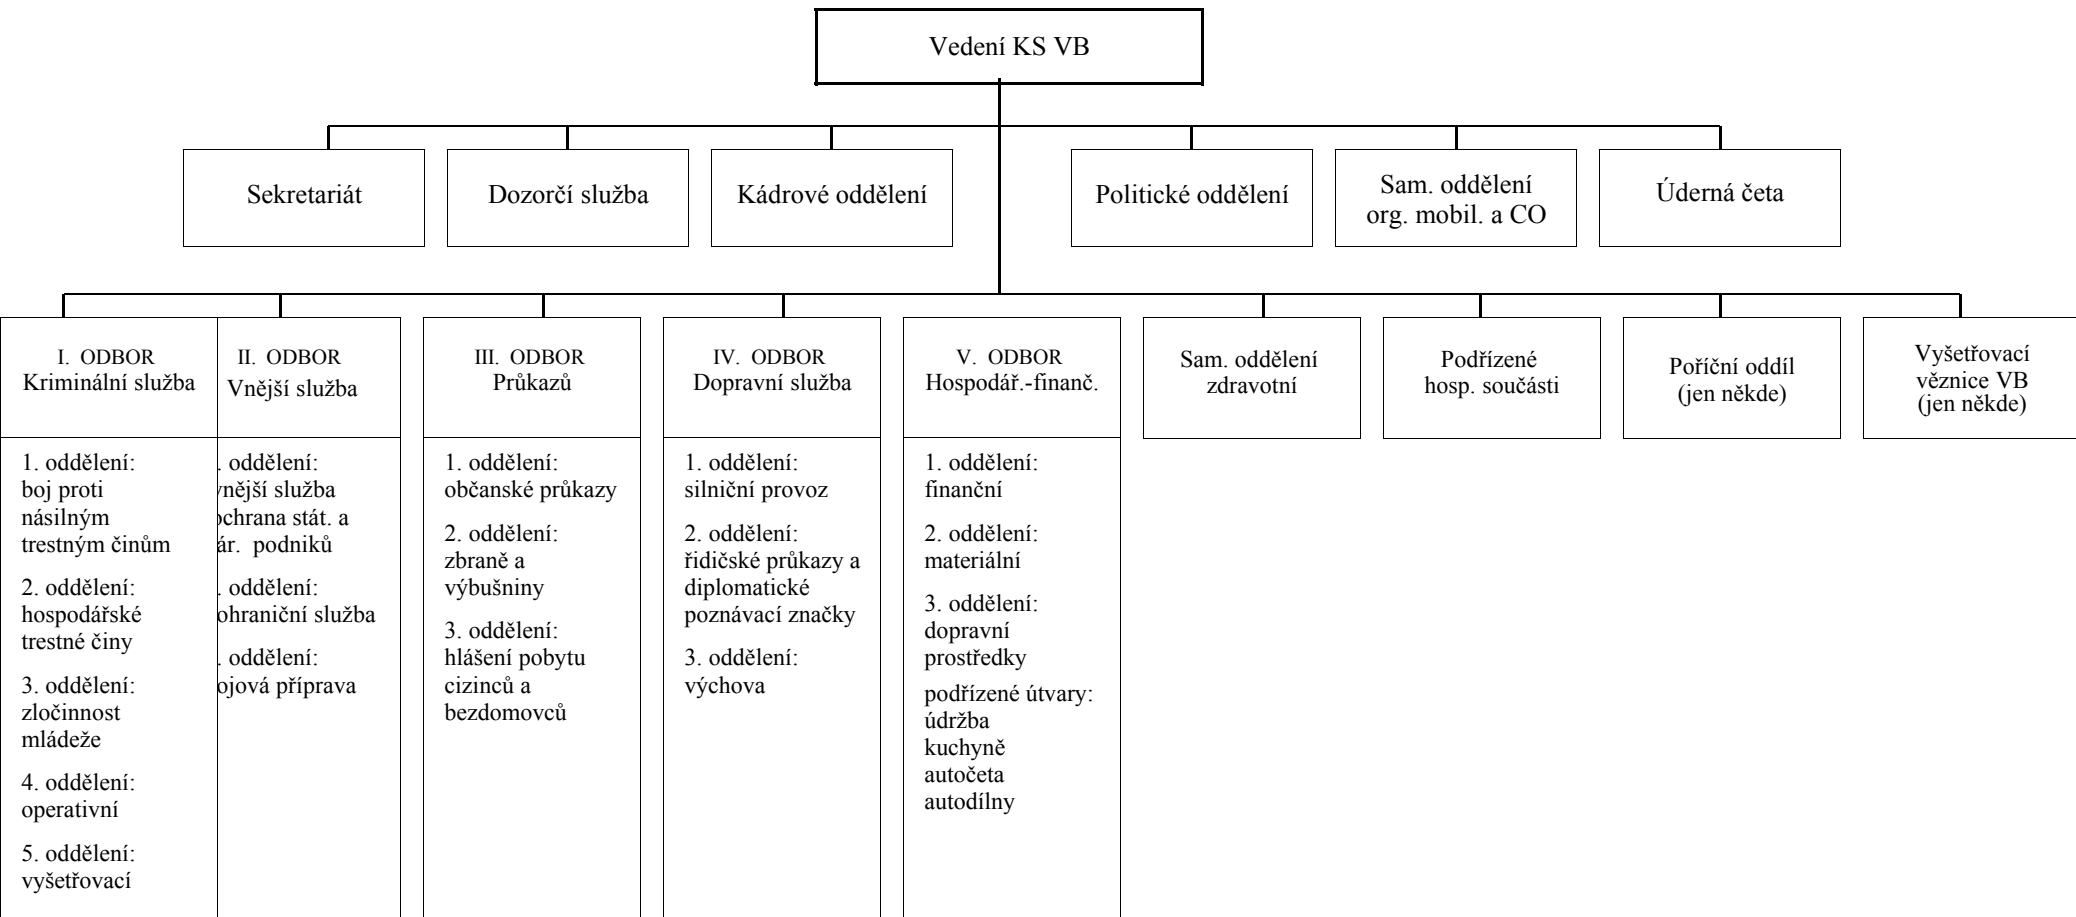 Vedení KS VB
Sekretariát
Dozorčí služba
Kádrové oddělení
Politické oddělení
Sam. oddělení
org. mobil. a CO
Úderná četa
I. ODBOR
Kriminální služba
II. ODBOR
Vnější služba
III. ODBOR
Průkazů
IV. ODBOR
Dopravní služba
V. ODBOR
Hospodář.-finanč.
Sam. oddělení
zdravotní
Podřízené
hosp. součásti
Poříční oddíl
(jen někde)
Vyšetřovací
věznice VB
(jen někde)
1. oddělení:
boj proti
násilným
trestným činům
2. oddělení:
hospodářské
trestné činy
3. oddělení:
zločinnost
mládeže
4. oddělení:
operativní
5. oddělení:
vyšetřovací
oddělení:
služba
stát. a
podniků
oddělení:
služba
oddělení:
příprava
1. oddělení:
občanské průkazy
2. oddělení:
zbraně a
výbušniny
3. oddělení:
hlášení pobytu
cizinců a
bezdomovců
1. oddělení:
silniční provoz
2. oddělení:
řidičské průkazy a
diplomatické
poznávací značky
3. oddělení:
výchova
1. oddělení:
finanční
2. oddělení:
materiální
3. oddělení:
dopravní
prostředky
podřízené útvary:
údržba
kuchyně
autočeta
autodílny